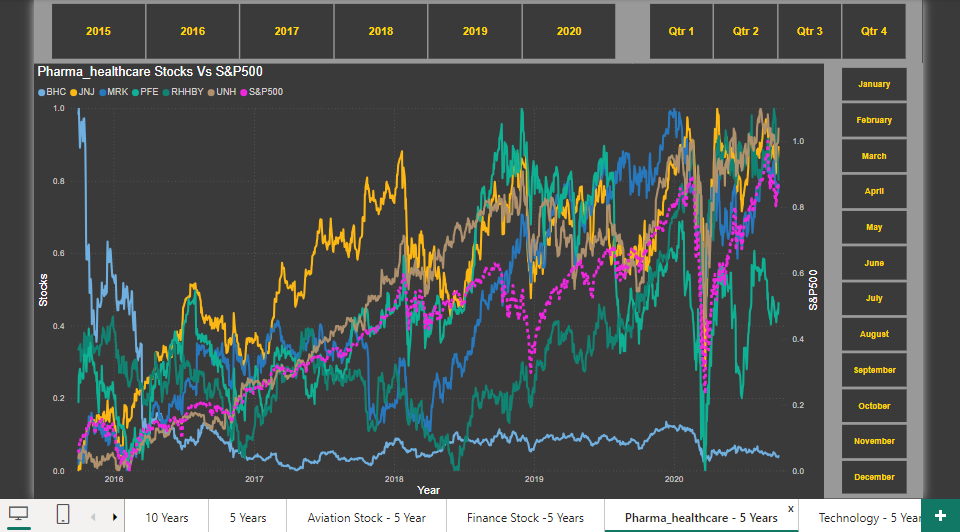 2015 2016 2017 2018 2019 2020 Qtr 1 Qtr 2 Qtr 3 Qtr 4
Pharma_healthcare Stocks Vs S&P500
BHC JNJ MRK PFE RHHBY UNH S&P500
1.0
0.8
0.6
0.4
0.2
0.0
Stocks
1.0
0.8
0.6
0.4
0.2
0.0
S&P500
2016 2017 2018 2019 2020
Year
January
February
March
April
May
June
July
August
September
October
November
December
10 Years 5 Years Aviation Stock - 5 Year Finance Stock -5 Years Pharma_healthcare - 5 Years x Technology - 5 Year +